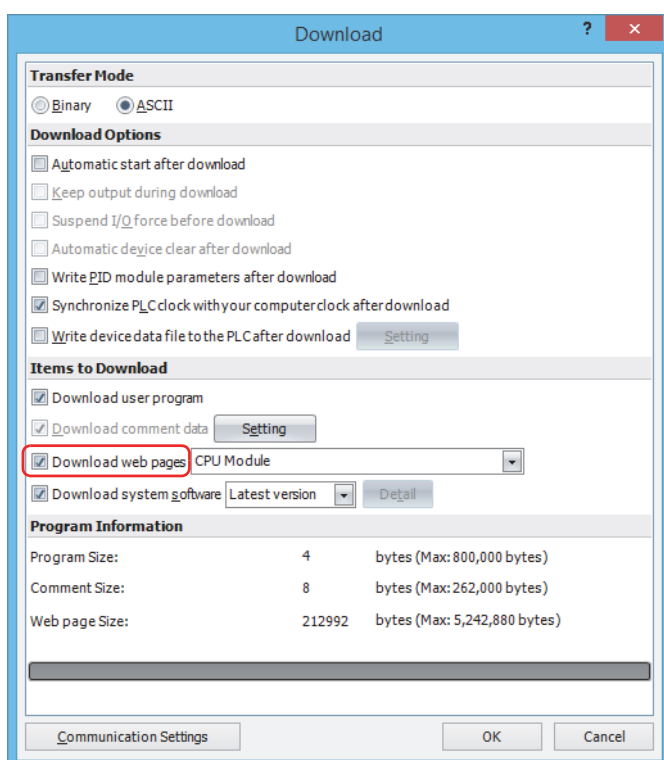 Download
?
×
Transfer Mode
Binary ASCII
Download Options
Automatic start after download
Keep output during download
Suspend I/O force before download
Automatic device clear after download
Write PID module parameters after download
Synchronize PLC clock with your computer clock after download
Write device data file to the PLC after download Setting
Items to Download
Download user program
Download comment data Setting
Download web pages CPU Module
Download system software Latest version Detail
Program Information
Program Size: 4 bytes (Max: 800,000 bytes)
Comment Size: 8 bytes (Max: 262,000 bytes)
Web page Size: 212992 bytes (Max: 5,242,880 bytes)
Communication Settings OK Cancel